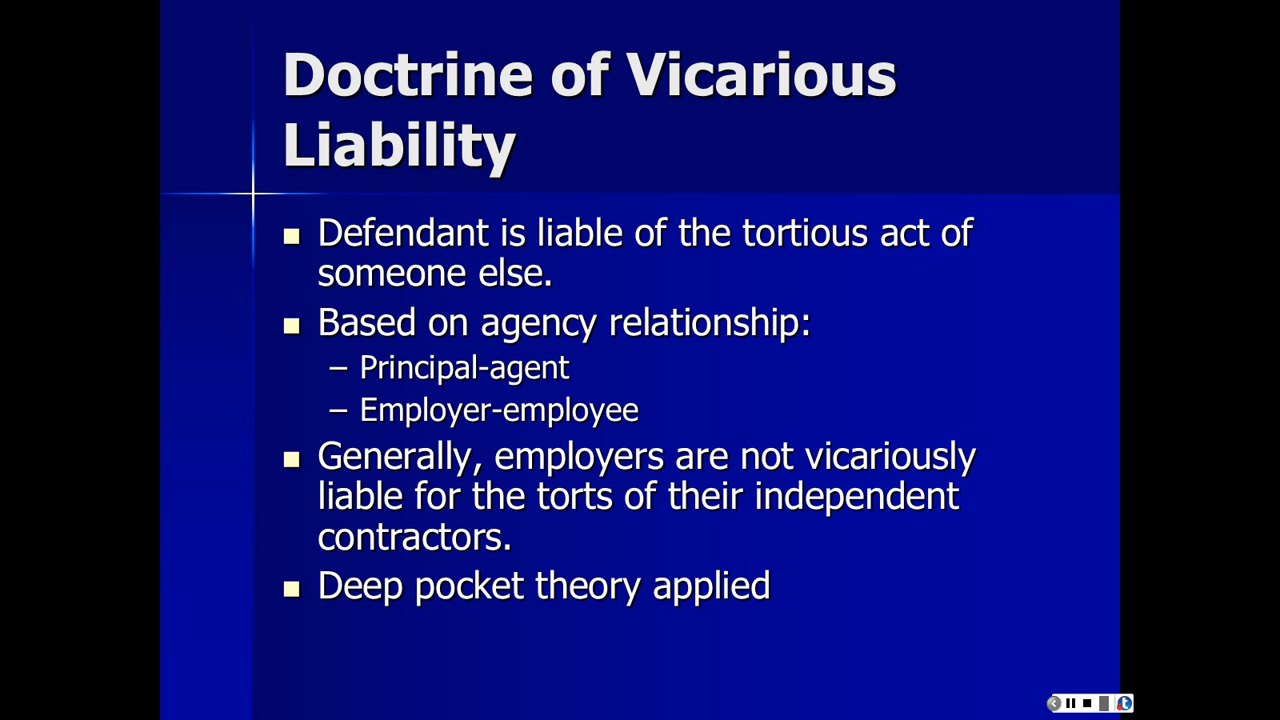 Doctrine of Vicarious
Liability
Defendant is liable of the tortious act of
someone else.
Based on agency relationship:
– Principal-agent
– Employer-employee
Generally, employers are not vicariously
liable for the torts of their independent
contractors.
Deep pocket theory applied